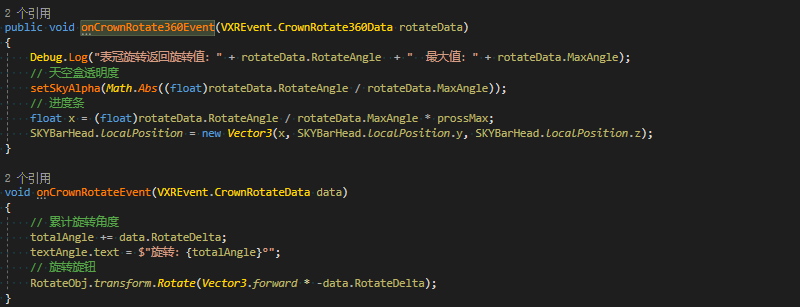 2 个引用
public void onCrownRotate360Event(VXREvent.CrownRotate360Data rotateData)
{
    Debug.Log("表冠旋转返回旋转值: " + rotateData.RotateAngle  + "  最大值: " + rotateData.MaxAngle);
    // 天空盒透明度
    setSkyAlpha(Math.Abs((float)rotateData.RotateAngle / rotateData.MaxAngle));
    // 进度条
    float x = (float)rotateData.RotateAngle / rotateData.MaxAngle * prossMax;
    SKYBarHead.localPosition = new Vector3(x, SKYBarHead.localPosition.y, SKYBarHead.localPosition.z);
}
2 个引用
void onCrownRotateEvent(VXREvent.CrownRotateData data)
{
    // 累计旋转角度
    totalAngle += data.RotateDelta;
    textAngle.text = $"旋转: {totalAngle}°";
    // 旋转旋钮
    RotateObj.transform.Rotate(Vector3.forward * -data.RotateDelta);
}